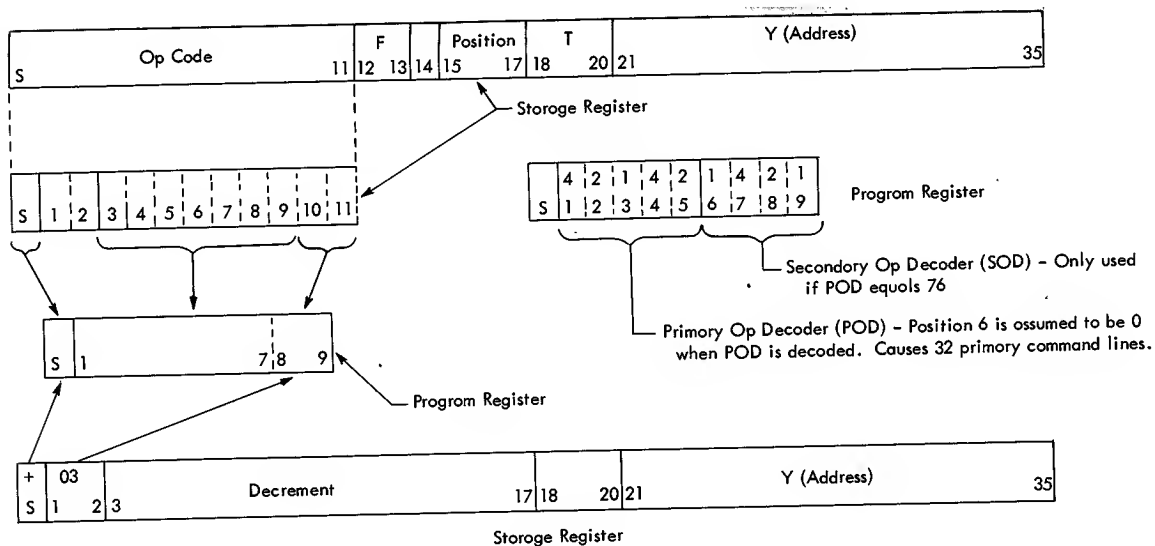 F Position T Y (Address)
Op Code
S 11 12 13 14 15 17 18 20 21 35
Storoge Register
S 1 2 3 4 5 6 7 8 9 10 11
4 2 1 4 2 1 4 2 1
S 1 2 3 4 5 6 7 8 9
Progrom Register
Secondory Op Decoder (SOD) - Only used
if POD equols 76
Primory Op Decoder (POD) - Position 6 is ossumed to be 0
when POD is decoded. Causes 32 primory command lines.
S 1 7 8 9
Progrom Register
+ 03 Decrement Y (Address)
S 1 2 3 17 18 20 21 35
Storoge Register